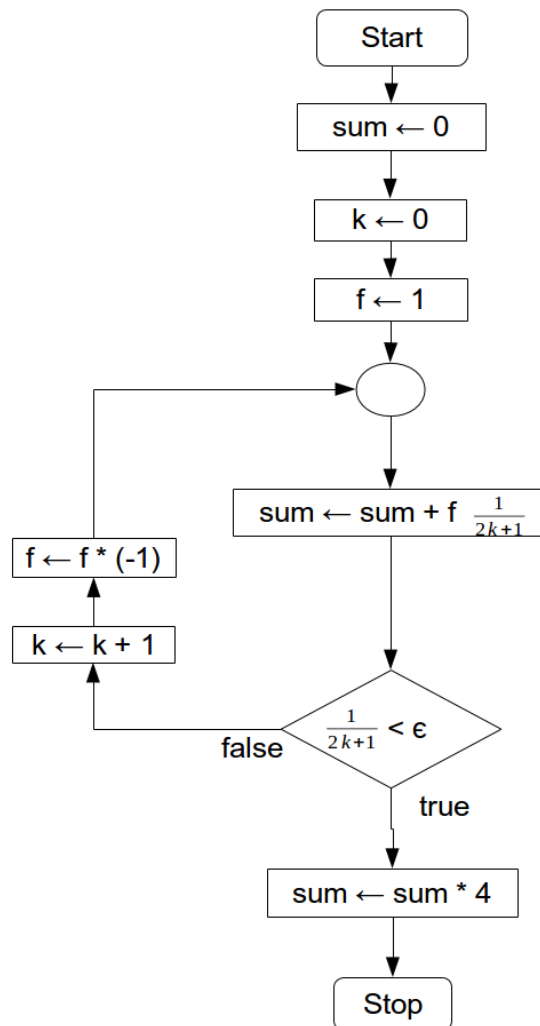 Start
sum ← 0
k ← 0
f ← 1
sum ← sum + f 1/(2k+1)
f ← f * (-1)
k ← k + 1
1/(2k+1) < ϵ
false
true
sum ← sum * 4
Stop